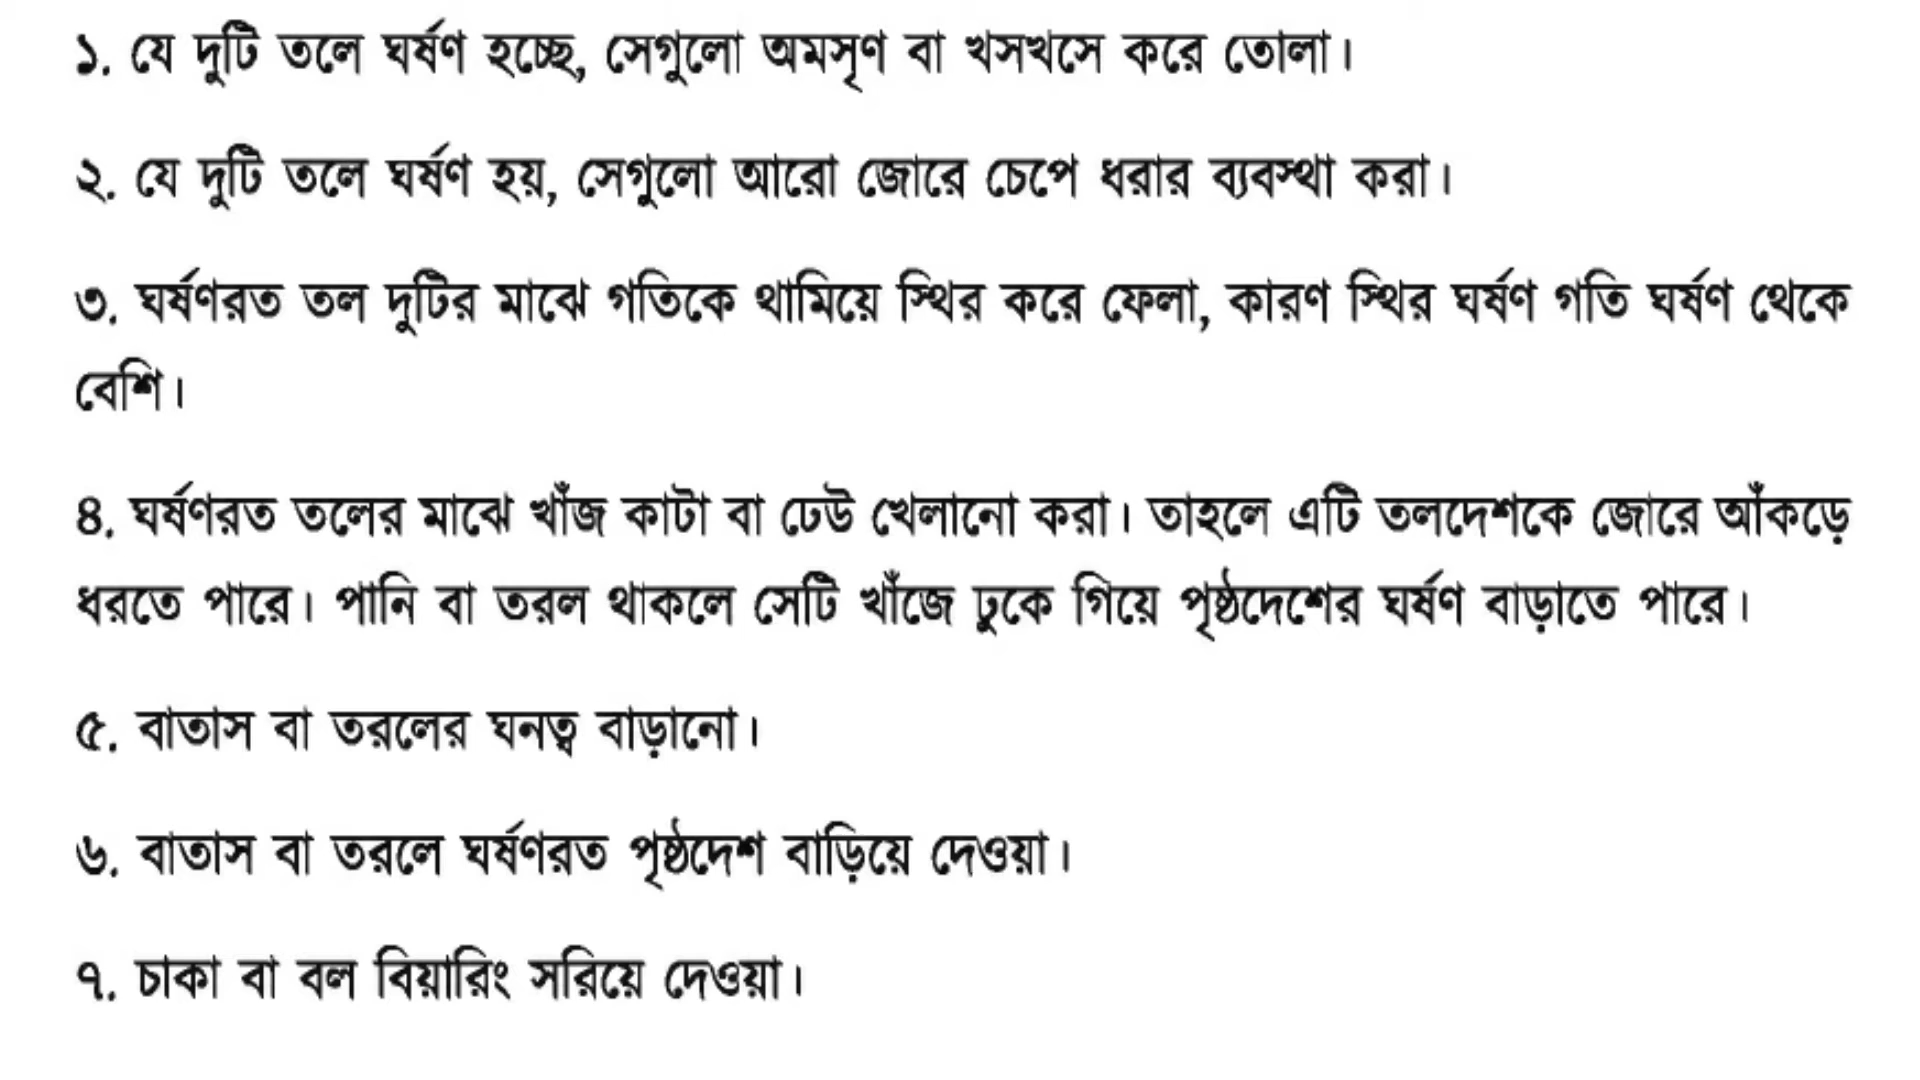 ১. যে দুটি তলে ঘর্ষণ হচ্ছে, সেগুলো অমসৃণ বা খসখসে করে তোলা।
২. যে দুটি তলে ঘর্ষণ হয়, সেগুলো আরো জোরে চেপে ধরার ব্যবস্থা করা।
৩. ঘর্ষণরত তল দুটির মাঝে গতিকে থামিয়ে স্থির করে ফেলা, কারণ স্থির ঘর্ষণ গতি ঘর্ষণ থেকে
বেশি।
৪. ঘর্ষণরত তলের মাঝে খাঁজ কাটা বা ঢেউ খেলানো করা। তাহলে এটি তলদেশকে জোরে আঁকড়ে
ধরতে পারে। পানি বা তরল থাকলে সেটি খাঁজে ঢুকে গিয়ে পৃষ্ঠদেশের ঘর্ষণ বাড়াতে পারে।
৫. বাতাস বা তরলের ঘনত্ব বাড়ানো।
৬. বাতাস বা তরলে ঘর্ষণরত পৃষ্ঠদেশ বাড়িয়ে দেওয়া।
৭. চাকা বা বল বিয়ারিং সরিয়ে দেওয়া।